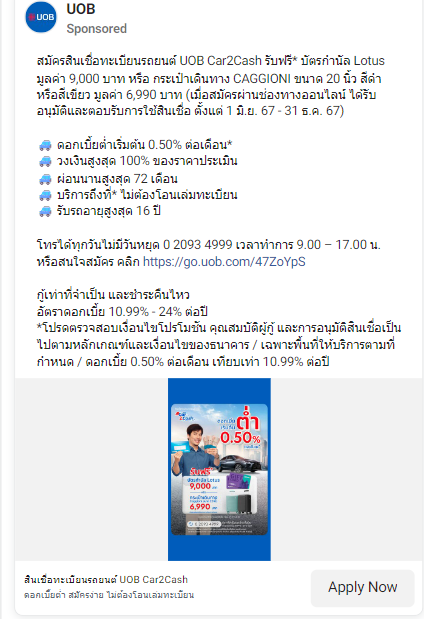 UOB
UOB
Sponsored
สมัครสินเชื่อทะเบียนรถยนต์ UOB Car2Cash รับฟรี* บัตรกำนัล Lotus
มูลค่า 9,000 บาท หรือ กระเป๋าเดินทาง CAGGIONI ขนาด 20 นิ้ว สีดำ
หรือสีเขียว มูลค่า 6,990 บาท (เมื่อสมัครผ่านช่องทางออนไลน์ ได้รับ
อนุมัติและตอบรับการใช้สินเชื่อ ตั้งแต่ 1 มิ.ย. 67 - 31 ธ.ค. 67)
🚙 ดอกเบี้ยต่ำเริ่มต้น 0.50% ต่อเดือน*
🚙 วงเงินสูงสุด 100% ของราคาประเมิน
🚙 ผ่อนนานสูงสุด 72 เดือน
🚙 บริการถึงที่* ไม่ต้องโอนเล่มทะเบียน
🚙 รับรถอายุสูงสุด 16 ปี
โทรได้ทุกวันไม่มีวันหยุด 0 2093 4999 เวลาทำการ 9.00 – 17.00 น.
หรือสนใจสมัคร คลิก https://go.uob.com/47ZoYpS
กู้เท่าที่จำเป็น และชำระคืนไหว
อัตราดอกเบี้ย 10.99% - 24% ต่อปี
*โปรดตรวจสอบเงื่อนไขโปรโมชัน คุณสมบัติผู้กู้ และการอนุมัติสินเชื่อเป็น
ไปตามหลักเกณฑ์และเงื่อนไขของธนาคาร / เฉพาะพื้นที่ให้บริการตามที่
กำหนด / ดอกเบี้ย 0.50% ต่อเดือน เทียบเท่า 10.99% ต่อปี
ดอกเบี้ย
เริ่มต้น
ต่ำ
0.50%
รับฟรี*
บัตรกำนัล Lotus
9,000
กระเป๋าเดินทาง
6,990
0 2093 4999
สินเชื่อทะเบียนรถยนต์ UOB Car2Cash
ดอกเบี้ยต่ำ สมัครง่าย ไม่ต้องโอนเล่มทะเบียน
Apply Now